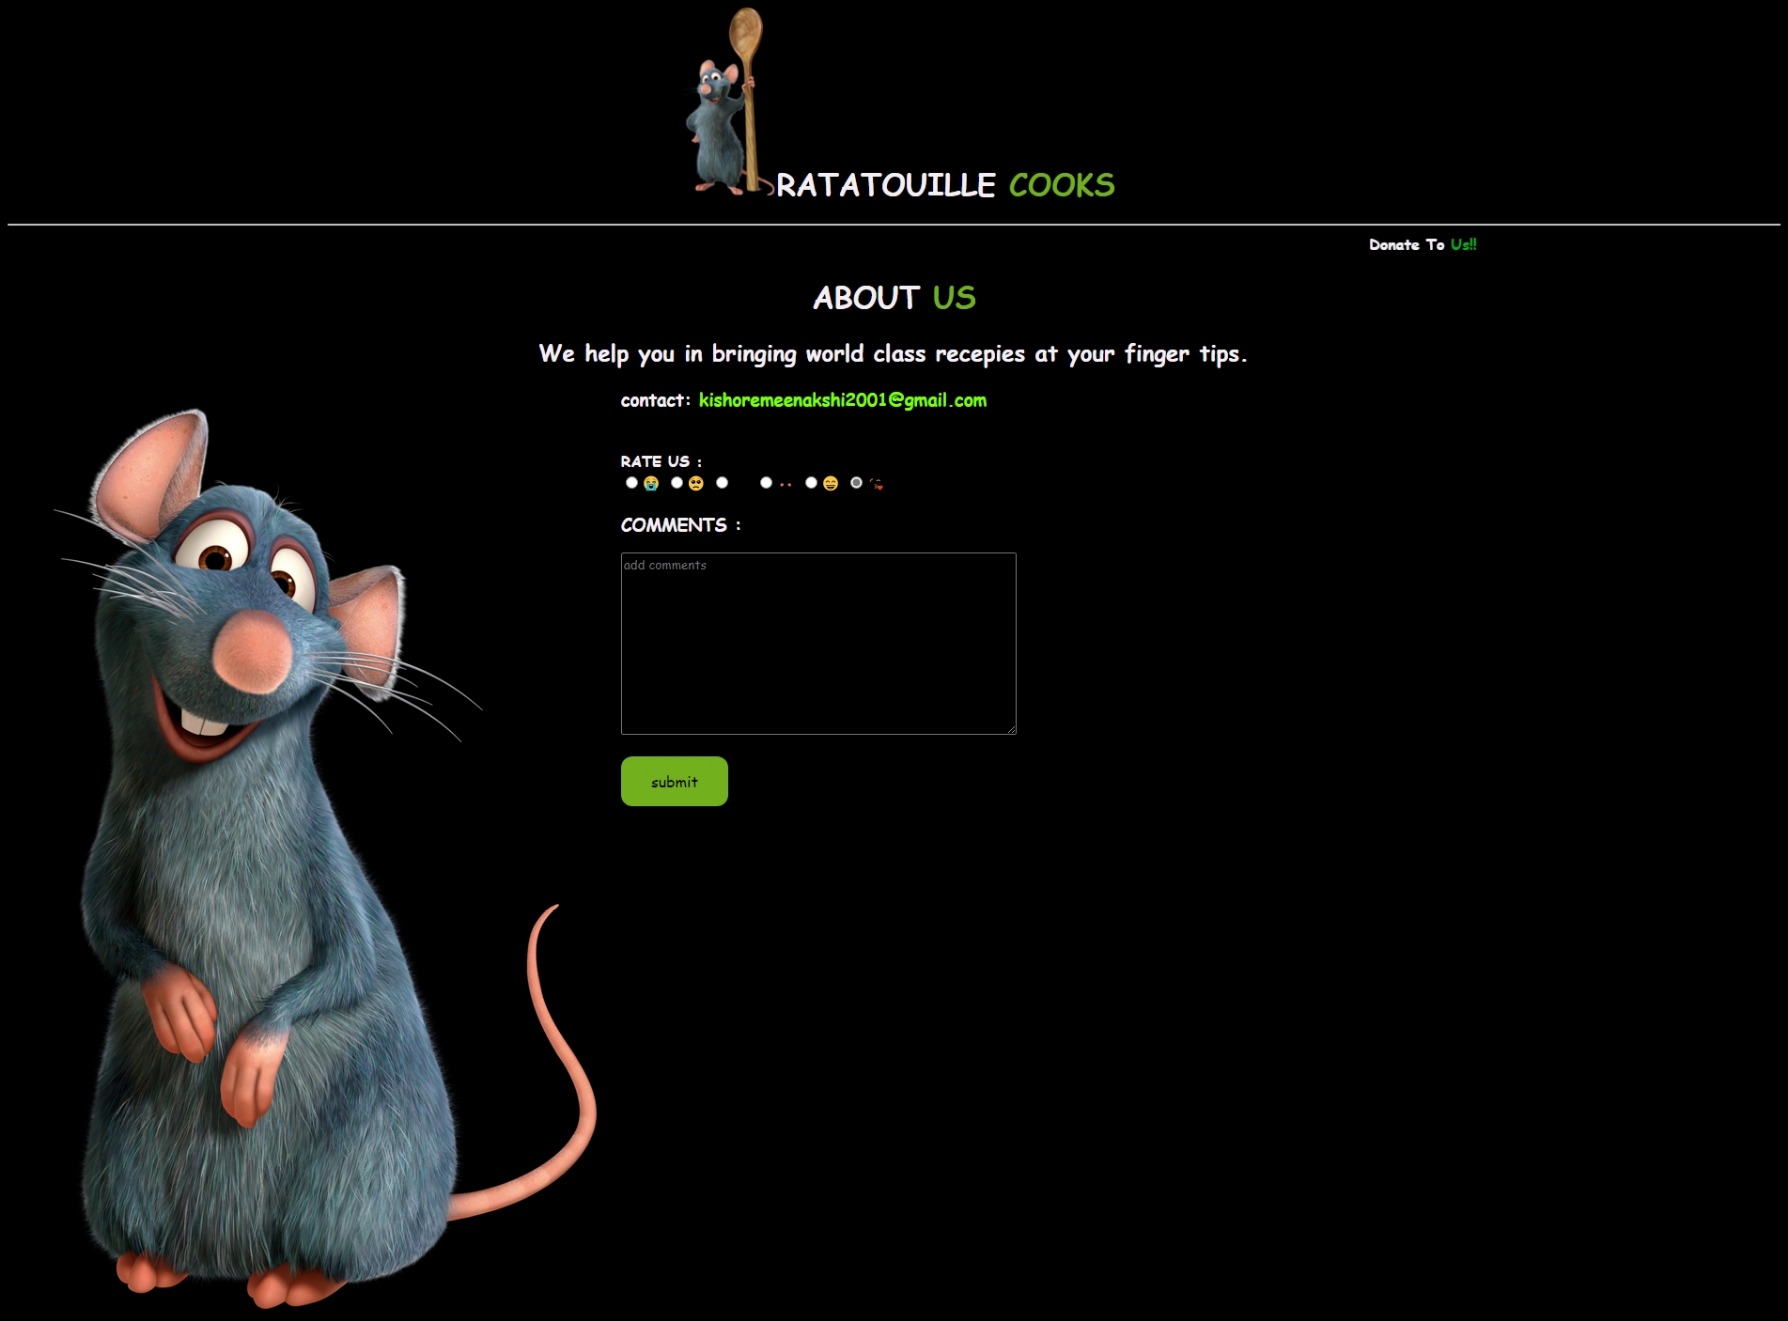 RATATOUILLE COOKS
Donate To Us!!
ABOUT US
We help you in bringing world class recepies at your finger tips.
contact: kishoremeenakshi2001@gmail.com
RATE US :
COMMENTS :
add comments
submit